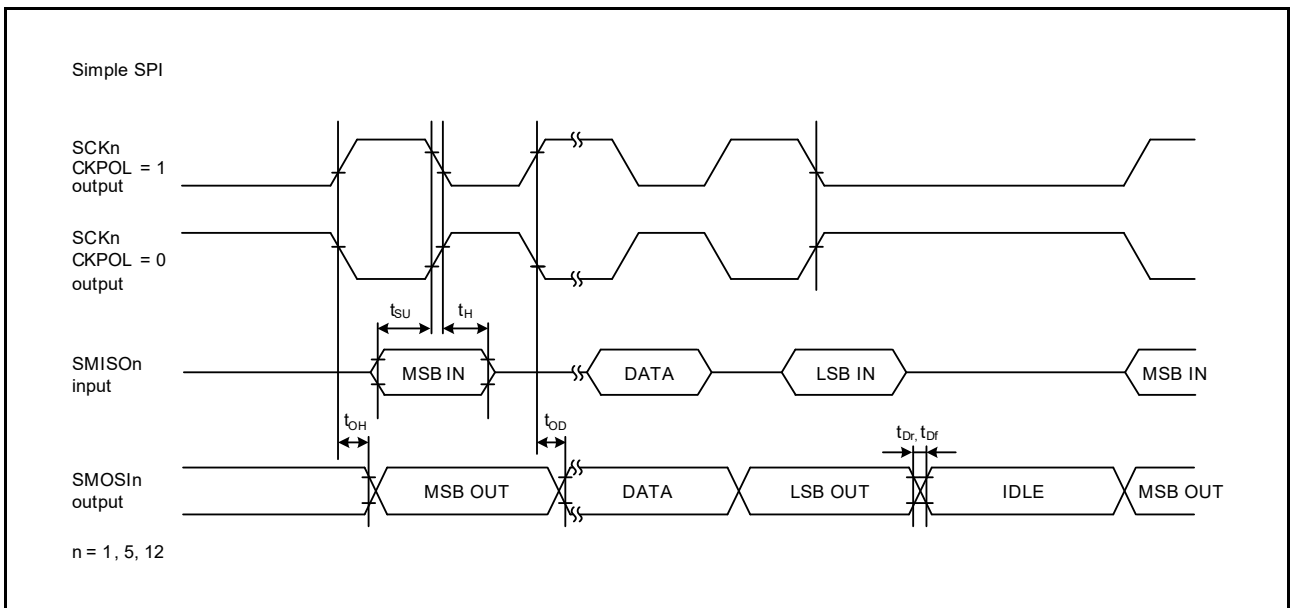 Simple SPI
SCKn
CKPOL = 1
output
SCKn
CKPOL = 0
output
tSU
tH
SMISOn
input
MSB IN
DATA
LSB IN
MSB IN
tOH
tOD
tDr, tDf
SMOSIn
output
MSB OUT
DATA
LSB OUT
IDLE
MSB OUT
n = 1, 5, 12